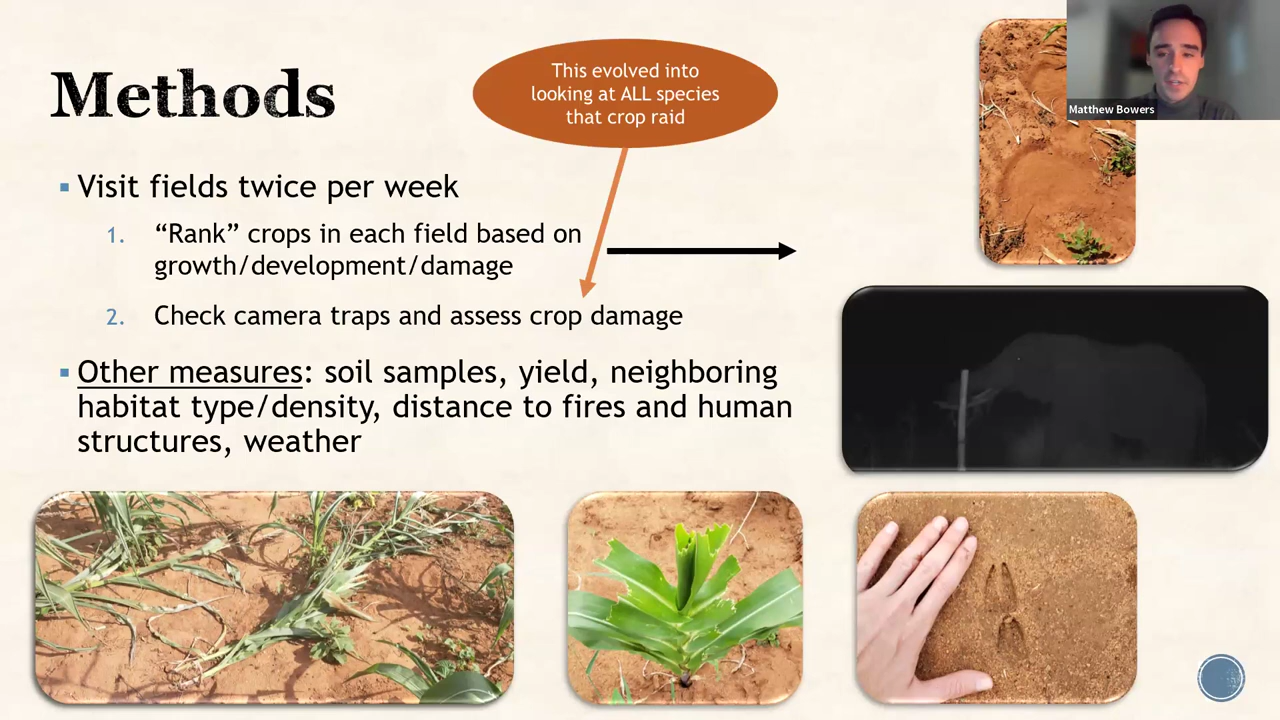 Methods
This evolved into
looking at ALL species
that crop raid
Matthew Bowers
▪ Visit fields twice per week
1. “Rank” crops in each field based on
growth/development/damage
2. Check camera traps and assess crop damage
▪ Other measures: soil samples, yield, neighboring
habitat type/density, distance to fires and human
structures, weather